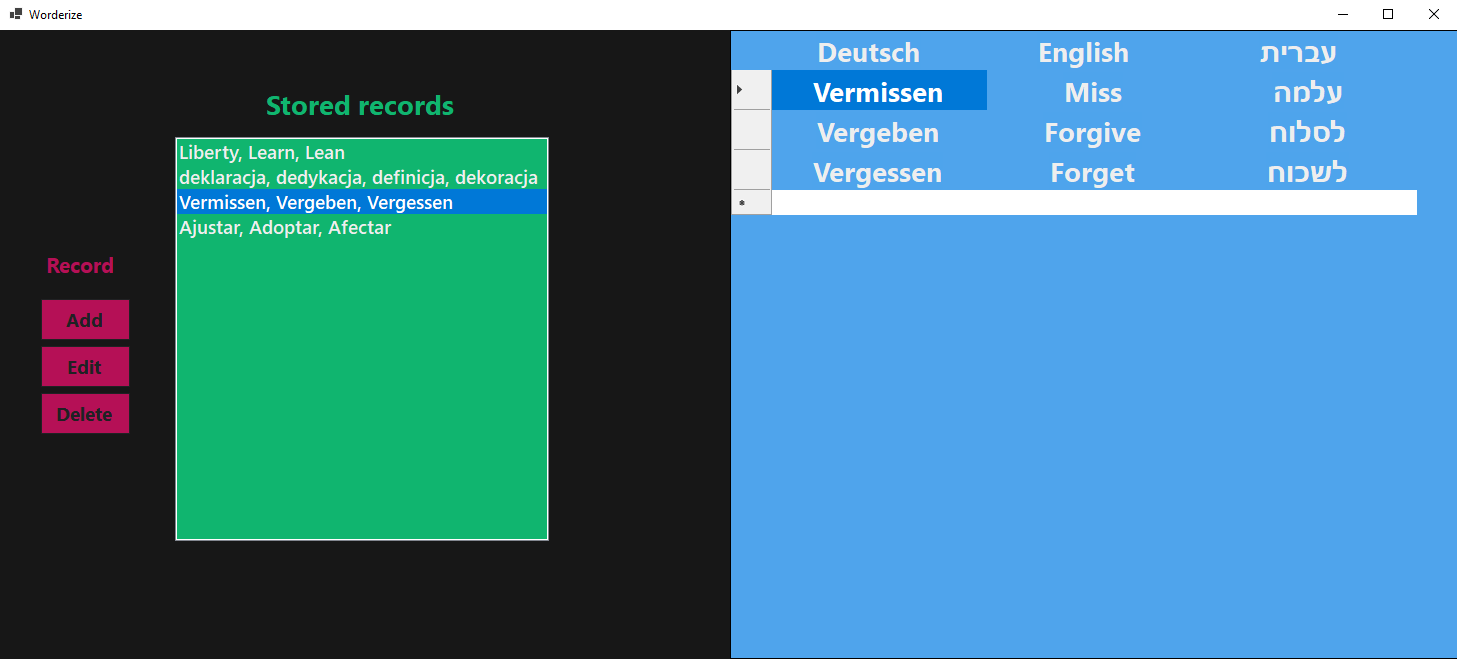 Worderize
Stored records
Liberty, Learn, Lean
deklaracja, dedykacja, definicja, dekoracja
Vermissen, Vergeben, Vergessen
Ajustar, Adoptar, Afectar
Record
Add
Edit
Delete
Deutsch English עברית
Vermissen Miss עלמה
Vergeben Forgive לסלוח
Vergessen Forget לשכוח